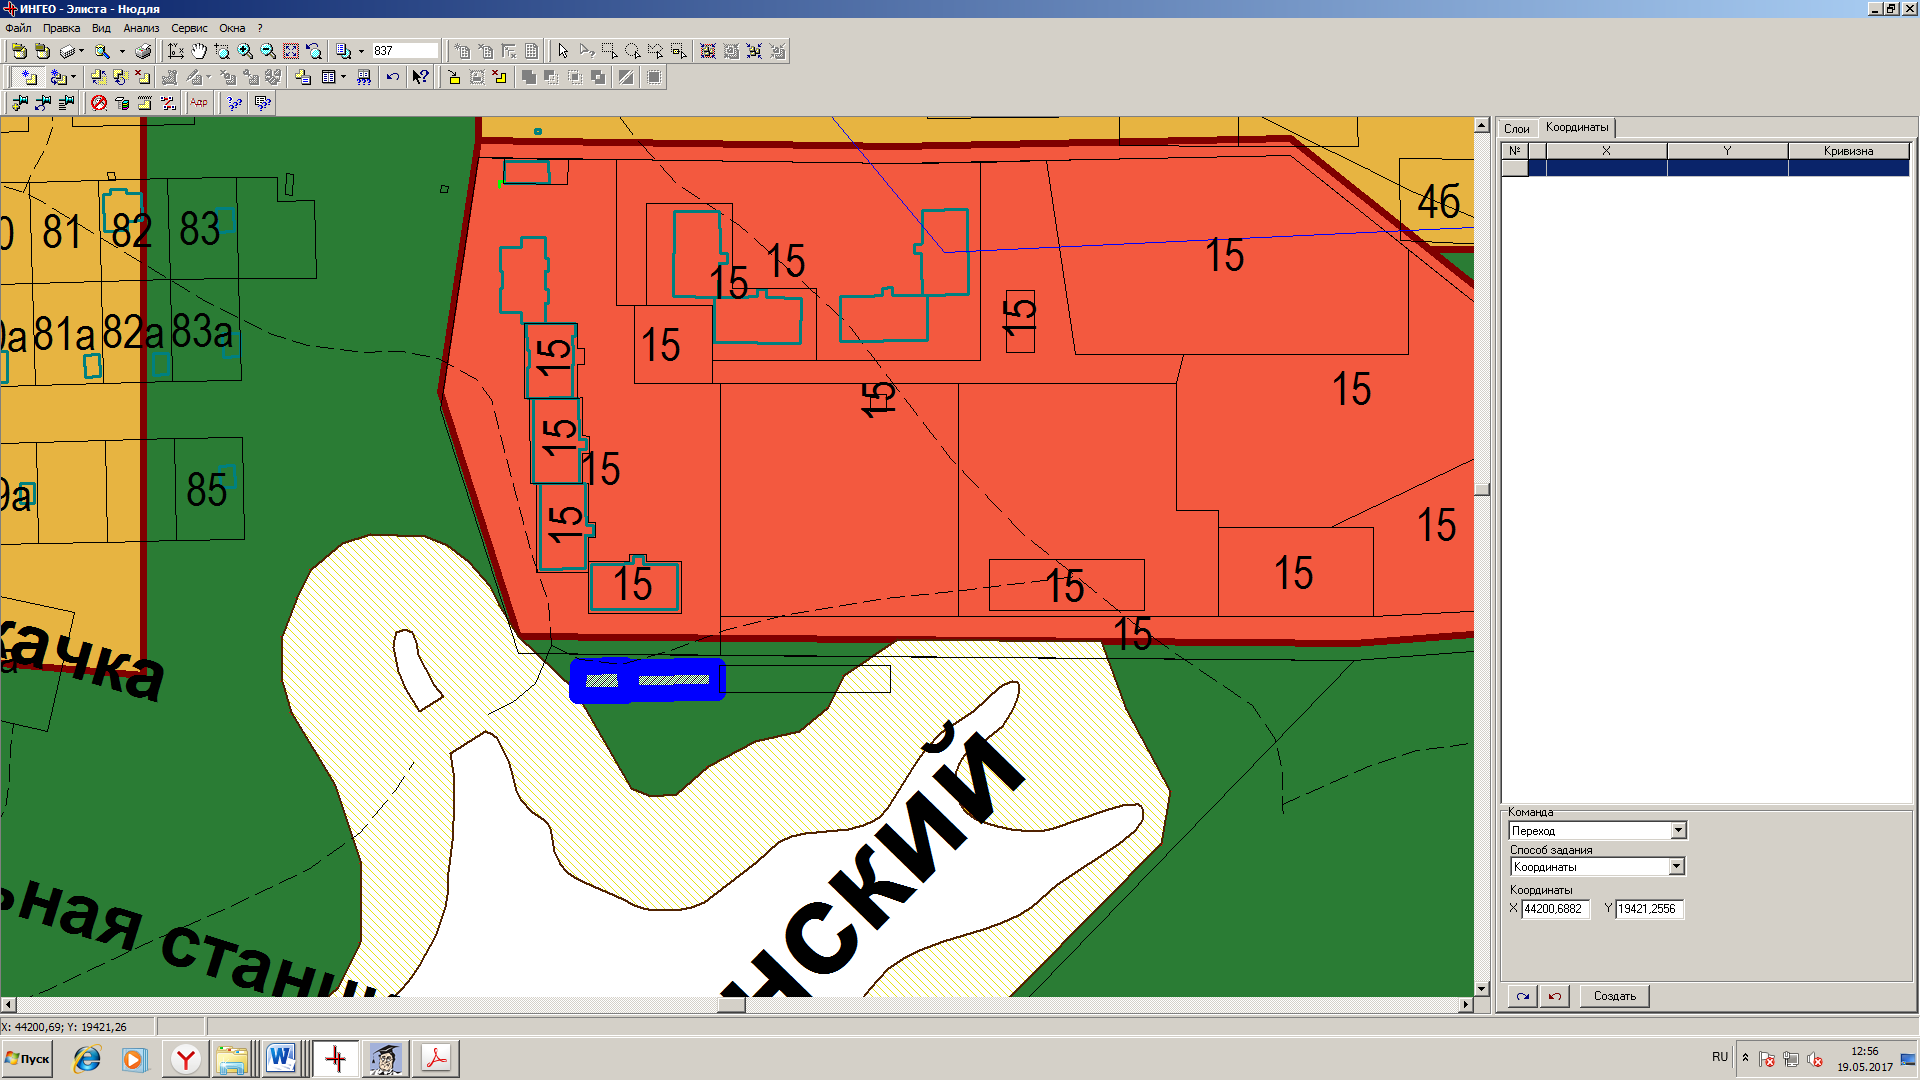 ИНГЕО - Элиста - Нюдля
Файл Правка Вид Анализ Сервис Окна ?
837
Адр
Слои Координаты
№ X Y Кривизна
46
81 82 83
15 15 15
15
81а 82а 83а
15 15
15 15
15
15
85
9а
15
15
15
15 15 15
15
качка
НСКИЙ
ьная станц
Команда
Переход
Способ задания
Координаты
Координаты
X 44200,6882 Y 19421,2556
Создать
X: 44200,69; Y: 19421,26
Пуск
RU
12:56
19.05.2017